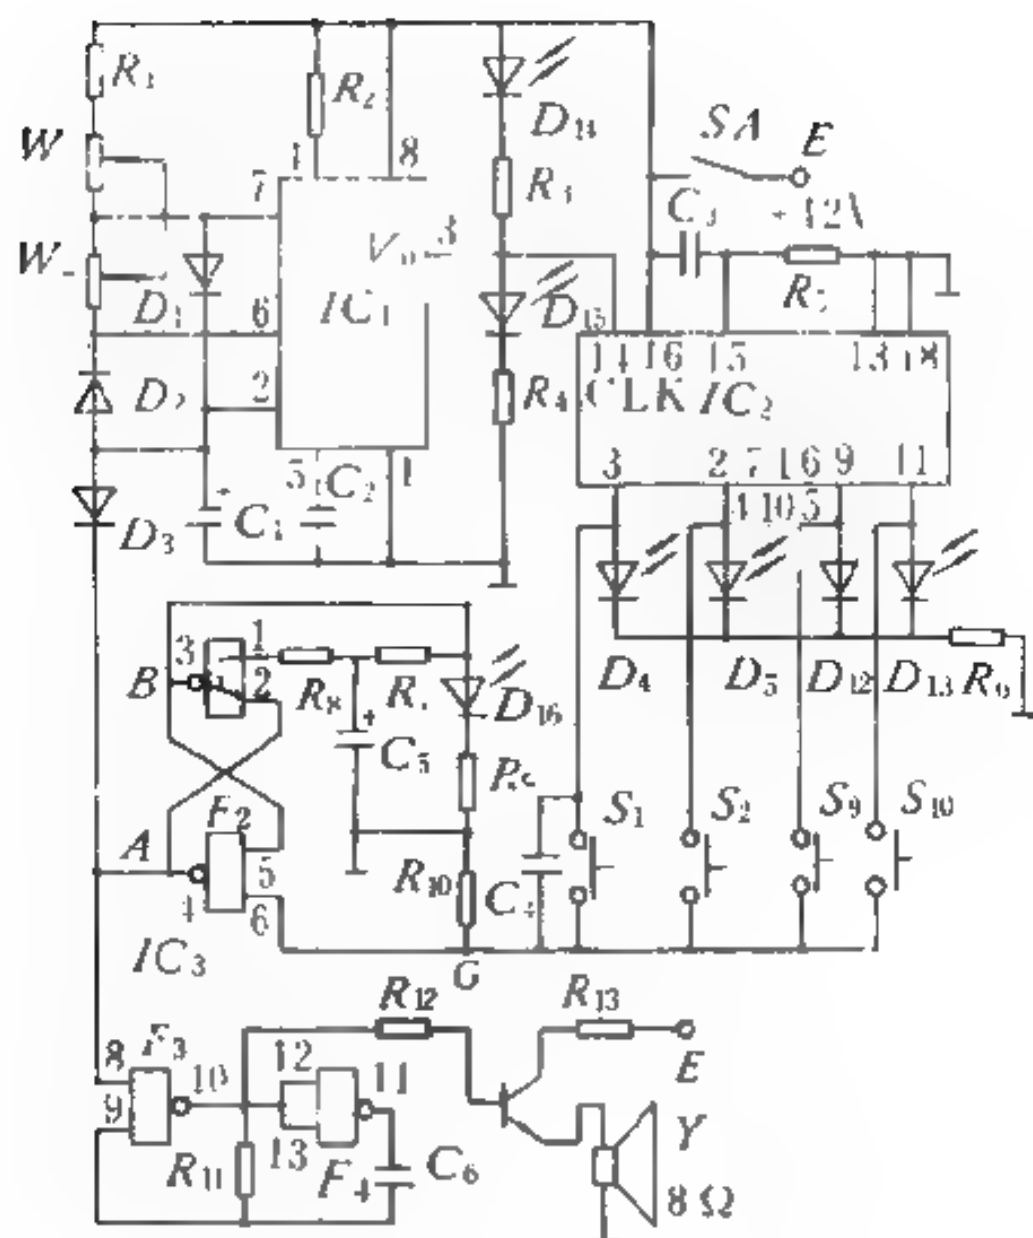 R₁
R₂
W
7
4
8
D₁₄
R₃
SA
E
C₃
+12V
W
D₁
6
IC₁
V₀
3
D₁₅
R₅
14
16
15
13
8
CLK
IC₂
D₂
2
R₄
3
2
7
1
6
9
11
4
10
5
5
C₂
1
D₃
C₁
3
1
B
2
R₈
C₅
D₁₆
D₄
D₅
D₁₂
D₁₃
R₆
F₂
A
5
4
6
IC₃
R₁₀
G
C₄
S₁
S₂
S₉
S₁₀
R₁₂
R₁₃
E
F₃
8
9
10
12
13
11
F₄
C₆
R₁₁
Y
8 Ω